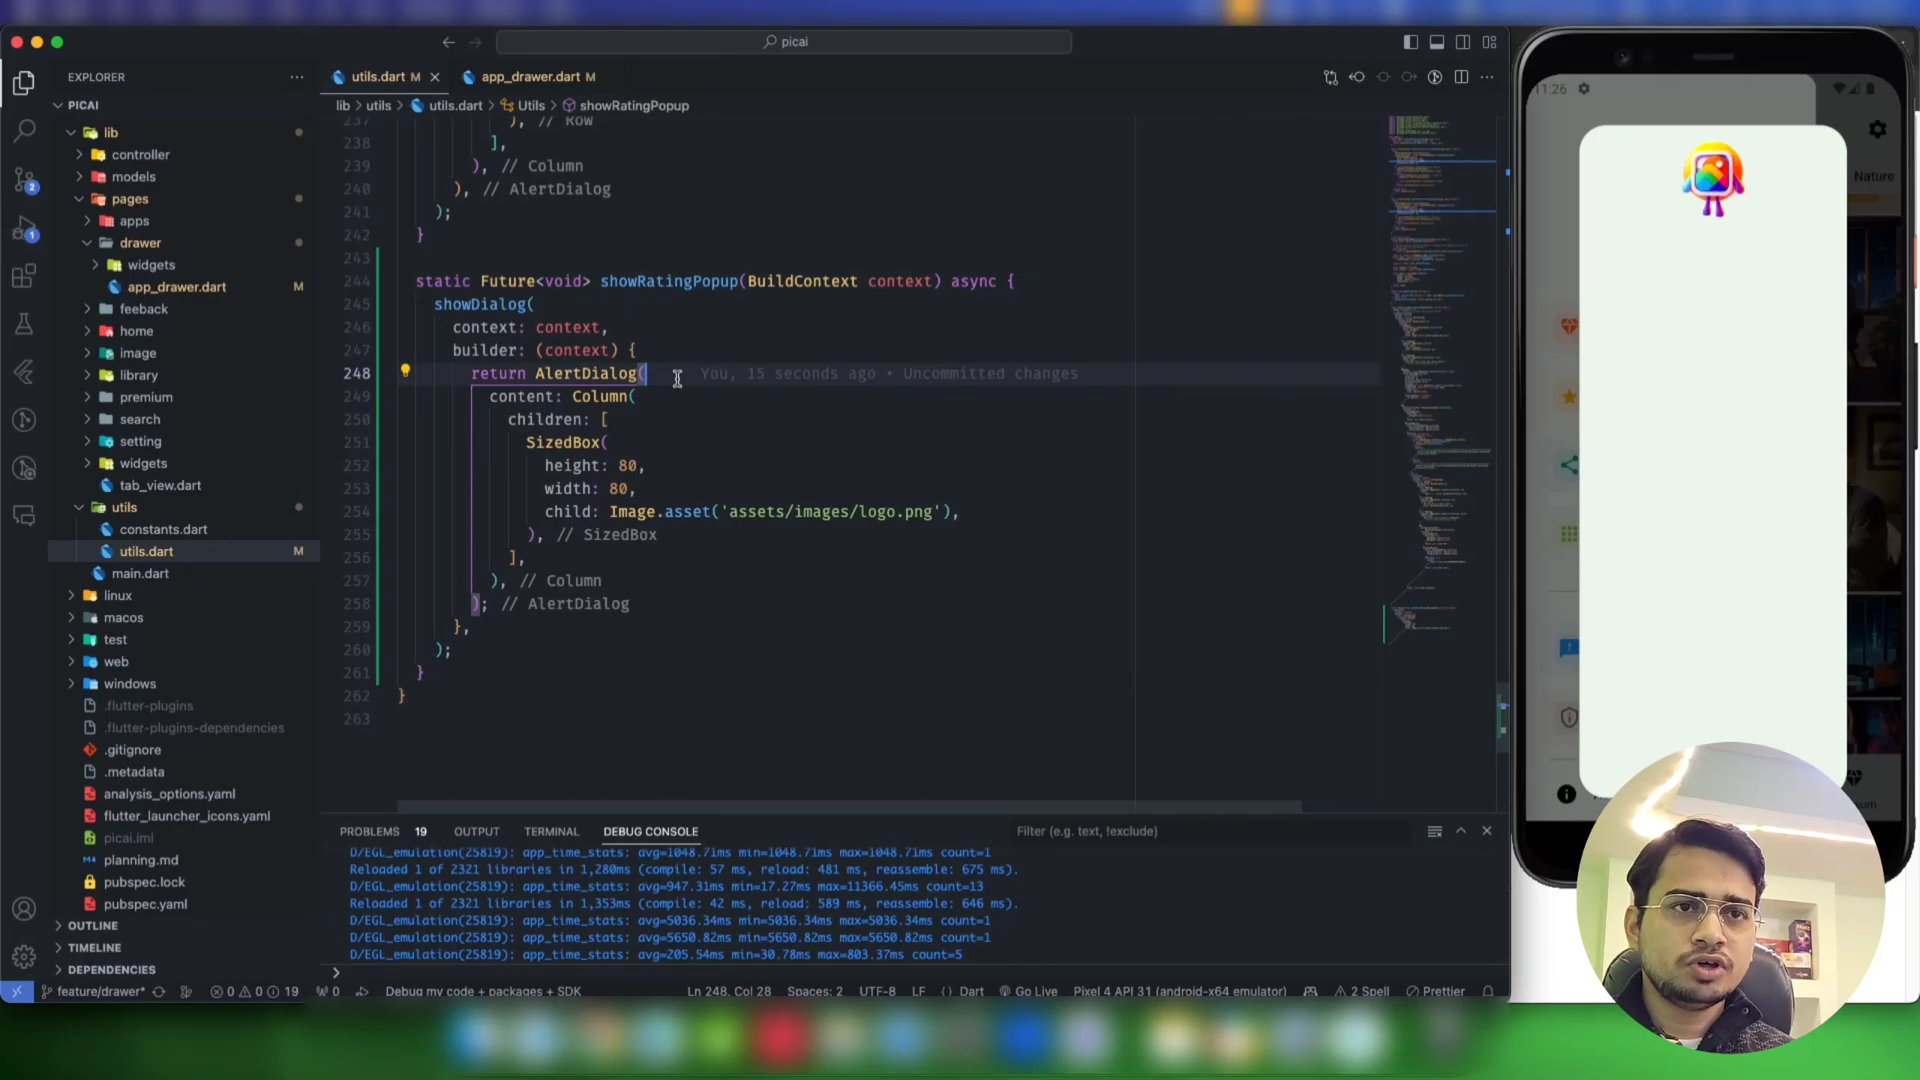 picai
EXPLORER
utils.dart M
app_drawer.dart M
PICAI
lib > utils > utils.dart > Utils > showRatingPopup
lib
controller
models
pages
apps
drawer
widgets
app_drawer.dart M
feeback
home
image
library
premium
search
setting
widgets
tab_view.dart
utils
constants.dart
utils.dart M
main.dart
linux
macos
test
web
windows
.flutter-plugins
.flutter-plugins-dependencies
.gitignore
.metadata
analysis_options.yaml
flutter_launcher_icons.yaml
picai.iml
planning.md
pubspec.lock
pubspec.yaml
OUTLINE
TIMELINE
DEPENDENCIES
2
1
237 ), // Row
238 ],
239 ), // Column
240 ), // AlertDialog
241 );
242 }
243
244 static Future<void> showRatingPopup(BuildContext context) async {
245 showDialog(
246 context: context,
247 builder: (context) {
248 return AlertDialog( You, 15 seconds ago • Uncommitted changes
249 content: Column(
250 children: [
251 SizedBox(
252 height: 80,
253 width: 80,
254 child: Image.asset('assets/images/logo.png'),
255 ), // SizedBox
256 ],
257 ), // Column
258 ); // AlertDialog
259 },
260 );
261 }
262 }
263
PROBLEMS 19 OUTPUT TERMINAL DEBUG CONSOLE
Filter (e.g. text, !exclude)
D/EGL_emulation(25819): app_time_stats: avg=1048.71ms min=1048.71ms max=1048.71ms count=1
Reloaded 1 of 2321 libraries in 1,280ms (compile: 57 ms, reload: 481 ms, reassemble: 675 ms).
D/EGL_emulation(25819): app_time_stats: avg=947.31ms min=17.27ms max=11366.45ms count=13
Reloaded 1 of 2321 libraries in 1,353ms (compile: 42 ms, reload: 589 ms, reassemble: 646 ms).
D/EGL_emulation(25819): app_time_stats: avg=5036.34ms min=5036.34ms max=5036.34ms count=1
D/EGL_emulation(25819): app_time_stats: avg=5650.82ms min=5650.82ms max=5650.82ms count=1
D/EGL_emulation(25819): app_time_stats: avg=205.54ms min=30.78ms max=803.37ms count=5
feature/drawer* 0 0 19 0 Debug my code + packages + SDK Ln 248, Col 28 Spaces: 2 UTF-8 LF { } Dart Go Live Pixel 4 API 31 (android-x64 emulator) 2 Spell Prettier
11:26
Nature